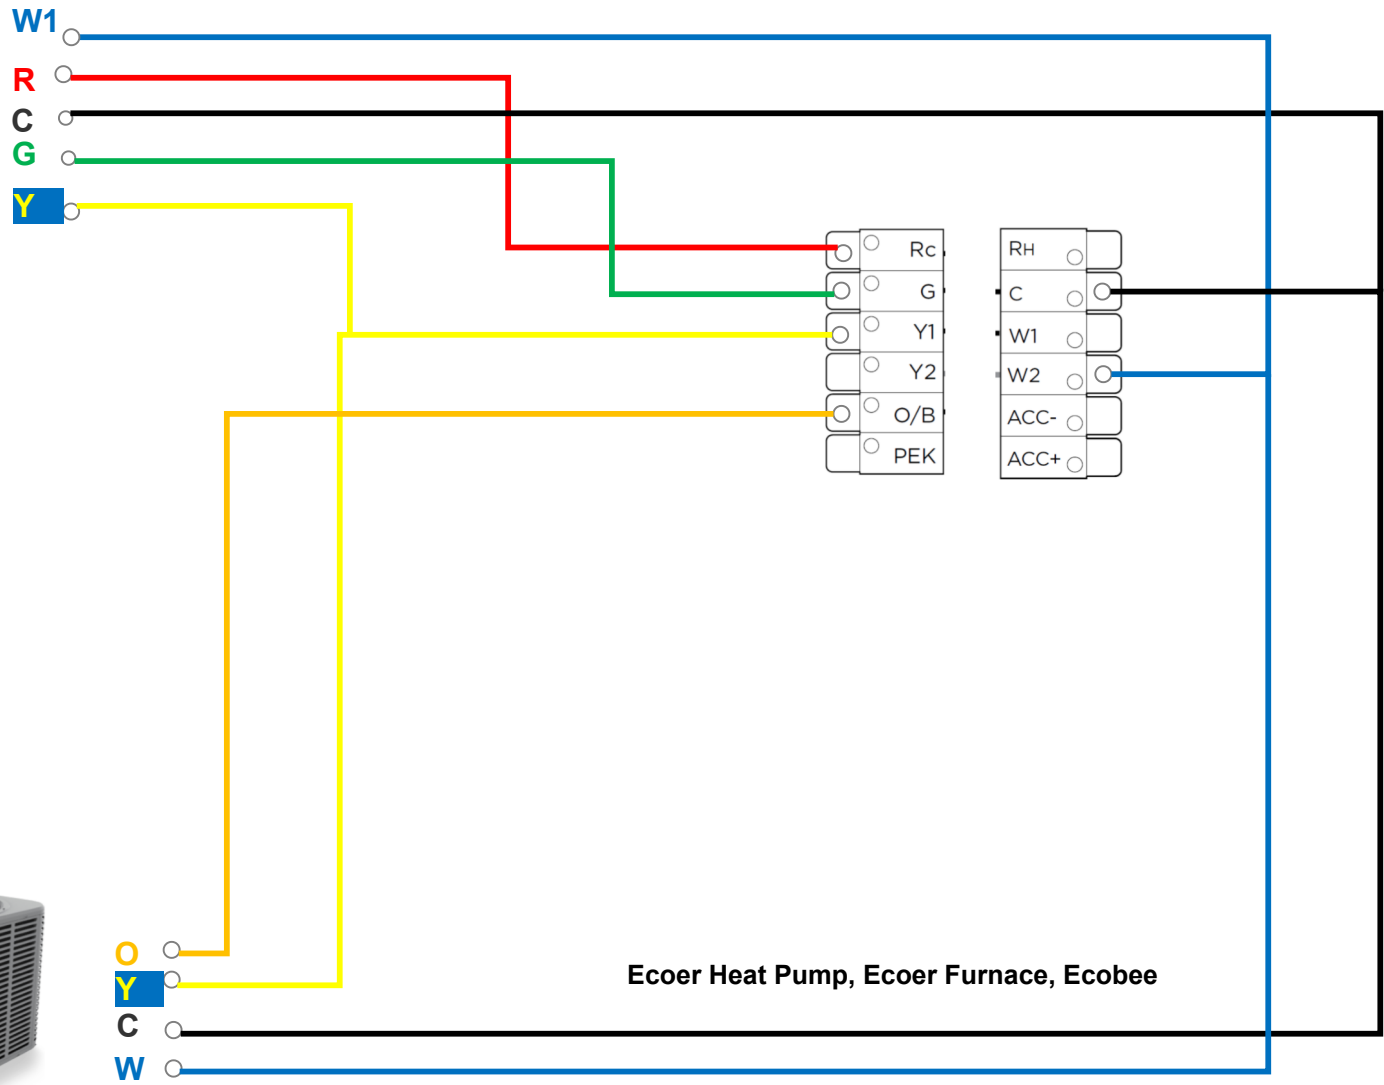 W1
R
C
G
Y
Rc
G
Y1
Y2
O/B
PEK
RH
C
W1
W2
ACC-
ACC+
O
Y
C
W
Ecoer Heat Pump, Ecoer Furnace, Ecobee